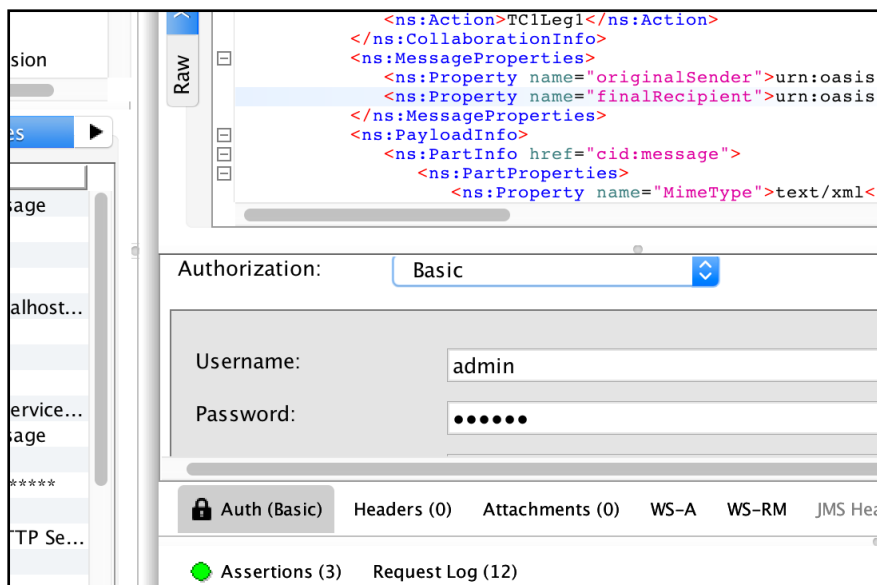 <ns:Action>TC1Leg1</ns:Action>
</ns:CollaborationInfo>
<ns:MessageProperties>
<ns:Property name="originalSender">urn:oasis
<ns:Property name="finalRecipient">urn:oasis
</ns:MessageProperties>
<ns:PayloadInfo>
<ns:PartInfo href="cid:message">
<ns:PartProperties>
<ns:Property name="MimeType">text/xml<
Raw
sion
es
sage
alhost...
ervice...
sage
*****
TTP Se...
Authorization: Basic
Username: admin
Password: ••••••
Auth (Basic) Headers (0) Attachments (0) WS-A WS-RM JMS Hea
Assertions (3) Request Log (12)